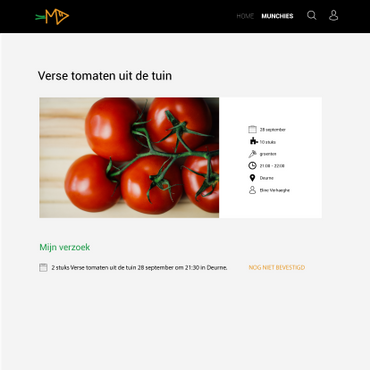 HOME MUNCHIES
Verse tomaten uit de tuin
28 september
10 stuks
groenten
21:00 - 22:00
Deurne
Eline Verhaeghe
Mijn verzoek
2 stuks Verse tomaten uit de tuin 28 september om 21:30 in Deurne. NOG NIET BEVESTIGD